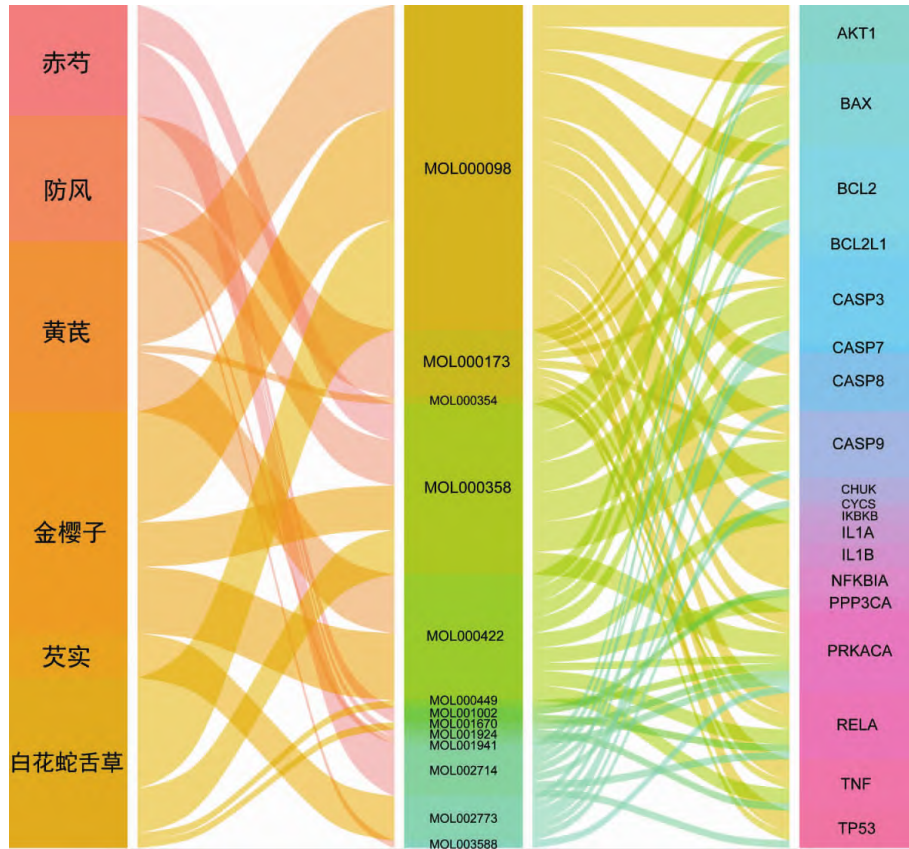 赤芍
防风
黄芪
金樱子
芡实
白花蛇舌草
MOL000098
MOL000173
MOL000354
MOL000358
MOL000422
MOL000449
MOL001002
MOL001670
MOL001924
MOL001941
MOL002714
MOL002773
MOL003588
AKT1
BAX
BCL2
BCL2L1
CASP3
CASP7
CASP8
CASP9
CHUK
CYCS
IKBKB
IL1A
IL1B
NFKBIA
PPP3CA
PRKACA
RELA
TNF
TP53